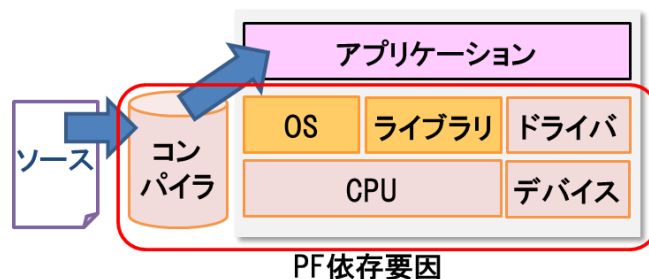 アプリケーション
OS
ライブラリ
ドライバ
ソース
コン
パイラ
CPU
デバイス
PF依存要因